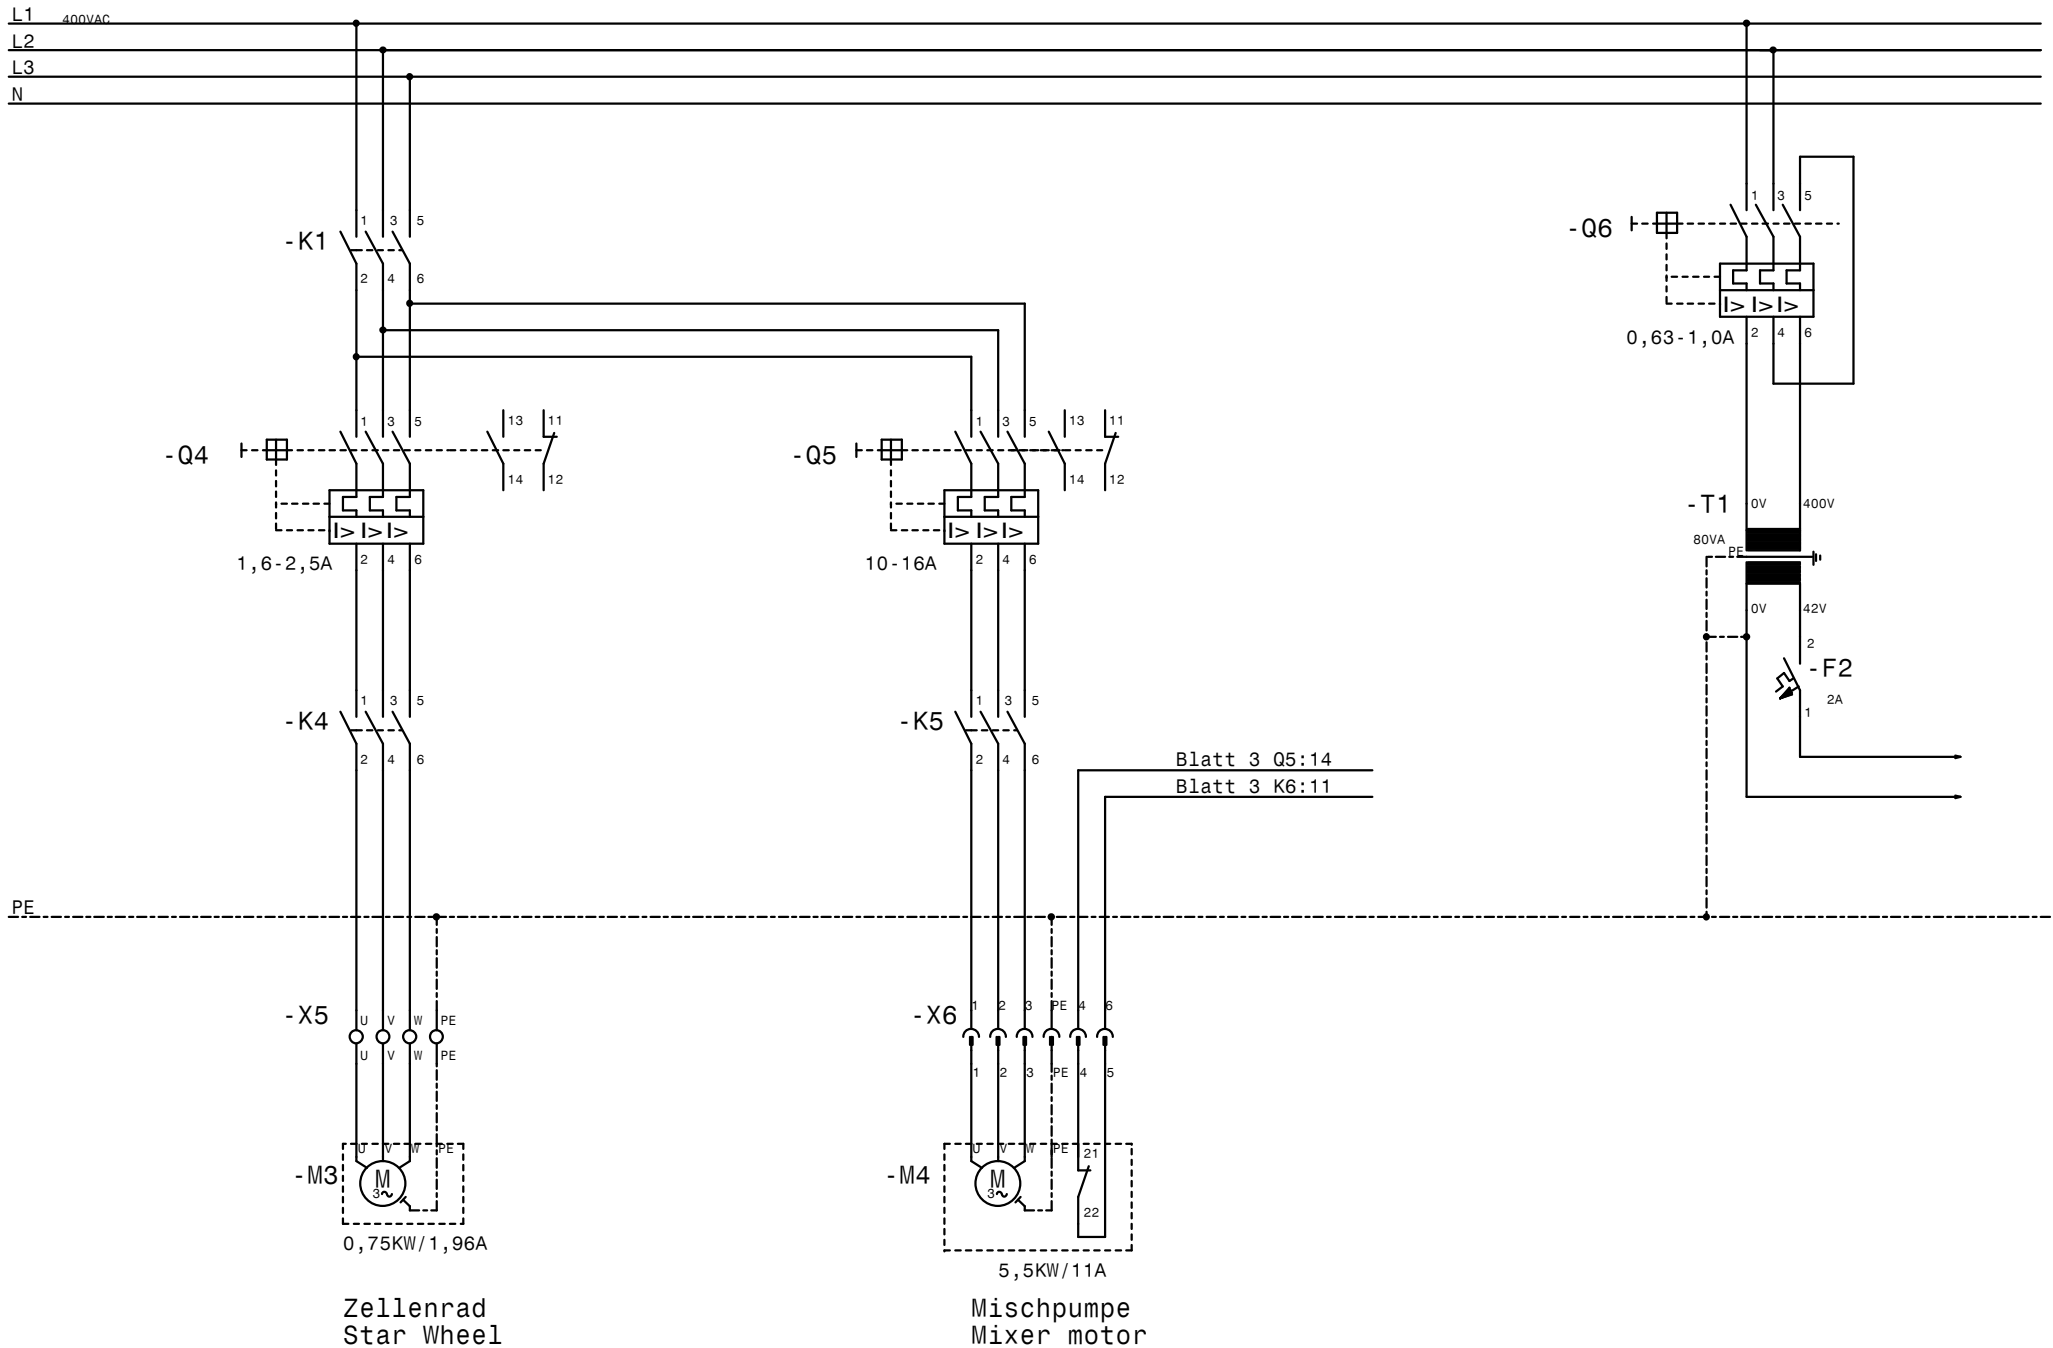 L1 400VAC
L2
L3
N
1 3 5
-Q6
1 3 5
-K1
2 4 6
I> I> I>
0,63-1,0A 2 4 6
1 3 5 13 11
1 3 5 13 11
-Q4
-Q5
14 12
14 12
-T1 0V 400V
I> I> I>
I> I> I>
80VA
PE
1,6-2,5A 2 4 6
10-16A 2 4 6
0V 42V
2
-F2
2A
1
1 3 5
1 3 5
-K4
-K5
2 4 6
2 4 6
Blatt 3 Q5:14
Blatt 3 K6:11
PE
1 2 3 PE 4 6
-X5
-X6
U V W PE
U V W PE
1 2 3 PE 4 5
U V W PE
U V W PE 21
-M3 M
3~
-M4 M
3~
22
0,75KW/1,96A
5,5KW/11A
Zellenrad
Star Wheel
Mischpumpe
Mixer motor